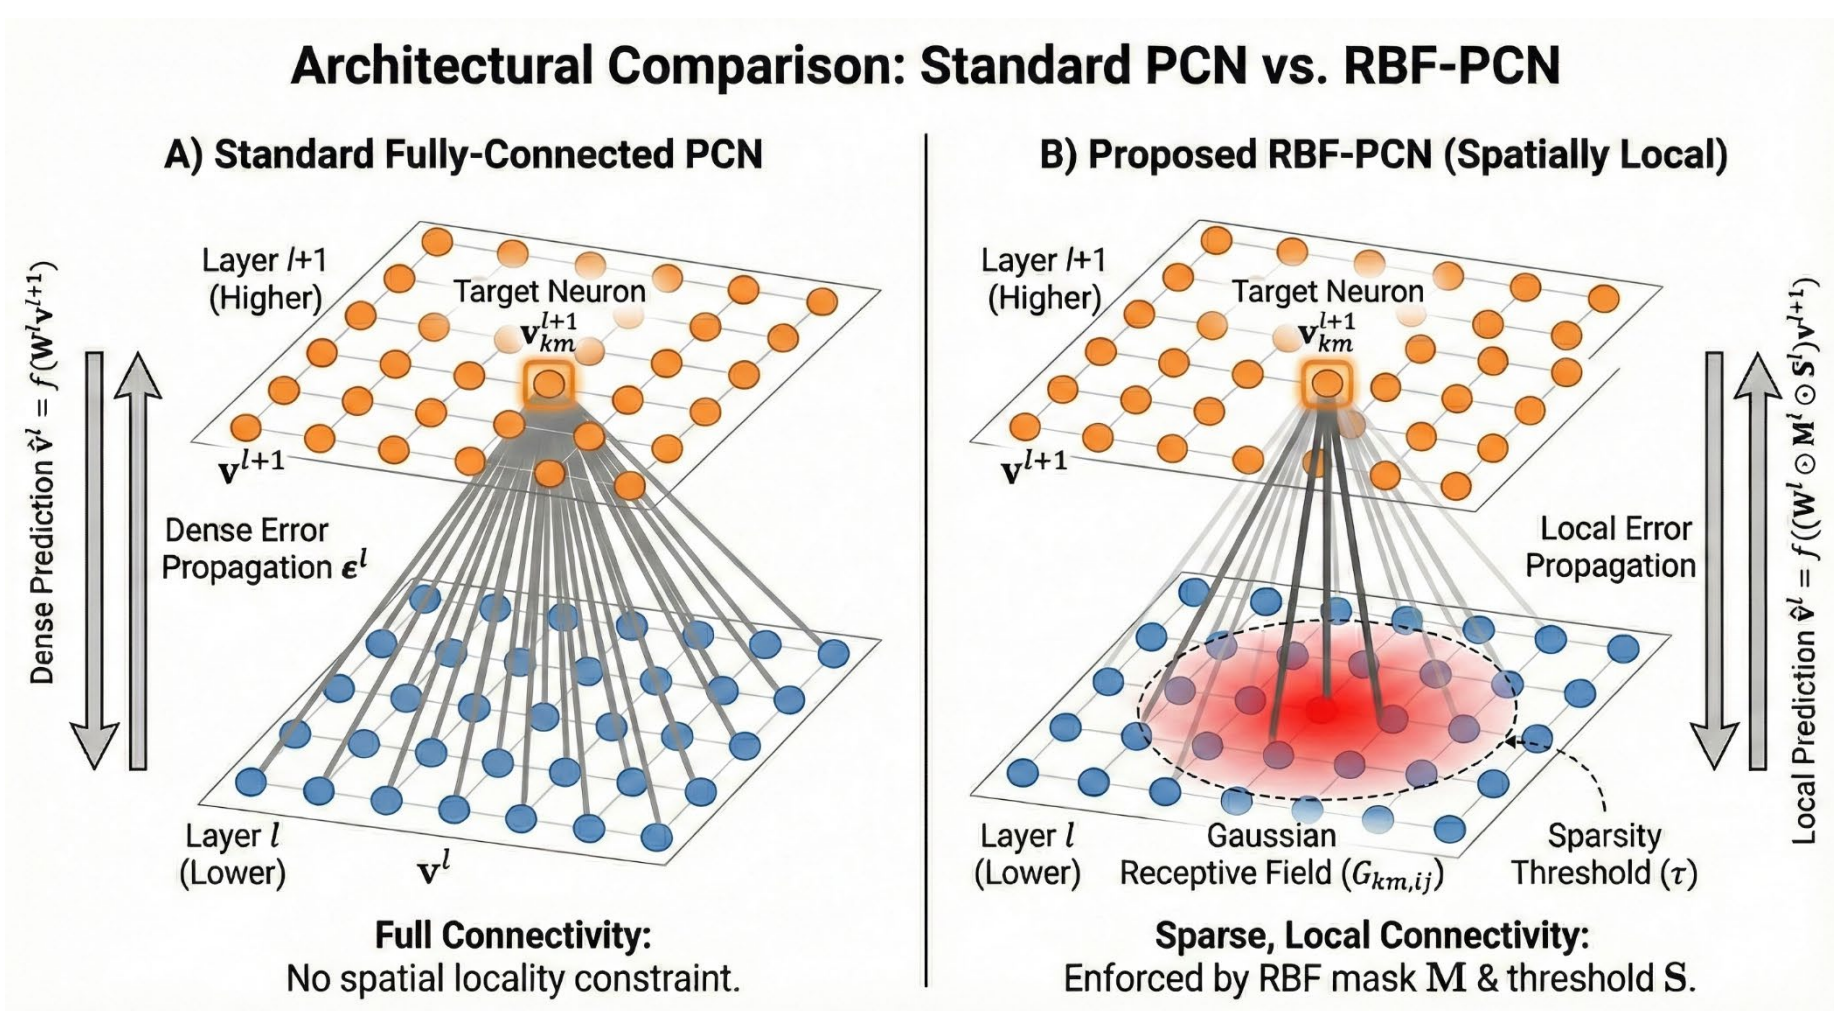 Architectural Comparison: Standard PCN vs. RBF-PCN
A) Standard Fully-Connected PCN
Layer l+1
(Higher)
Target Neuron
v_{km}^{l+1}
v^{l+1}
Dense Prediction v̂^l = f(W^l v^{l+1})
Dense Error
Propagation ϵ^l
Layer l
(Lower)
v^l
Full Connectivity:
No spatial locality constraint.
B) Proposed RBF-PCN (Spatially Local)
Layer l+1
(Higher)
Target Neuron
v_{km}^{l+1}
v^{l+1}
Local Error
Propagation
Local Prediction v̂^l = f((W^l ⊙ M^l ⊙ S^l)v^{l+1})
Layer l
(Lower)
Gaussian
Receptive Field (G_{km,ij})
Sparsity
Threshold (τ)
Sparse, Local Connectivity:
Enforced by RBF mask M & threshold S.